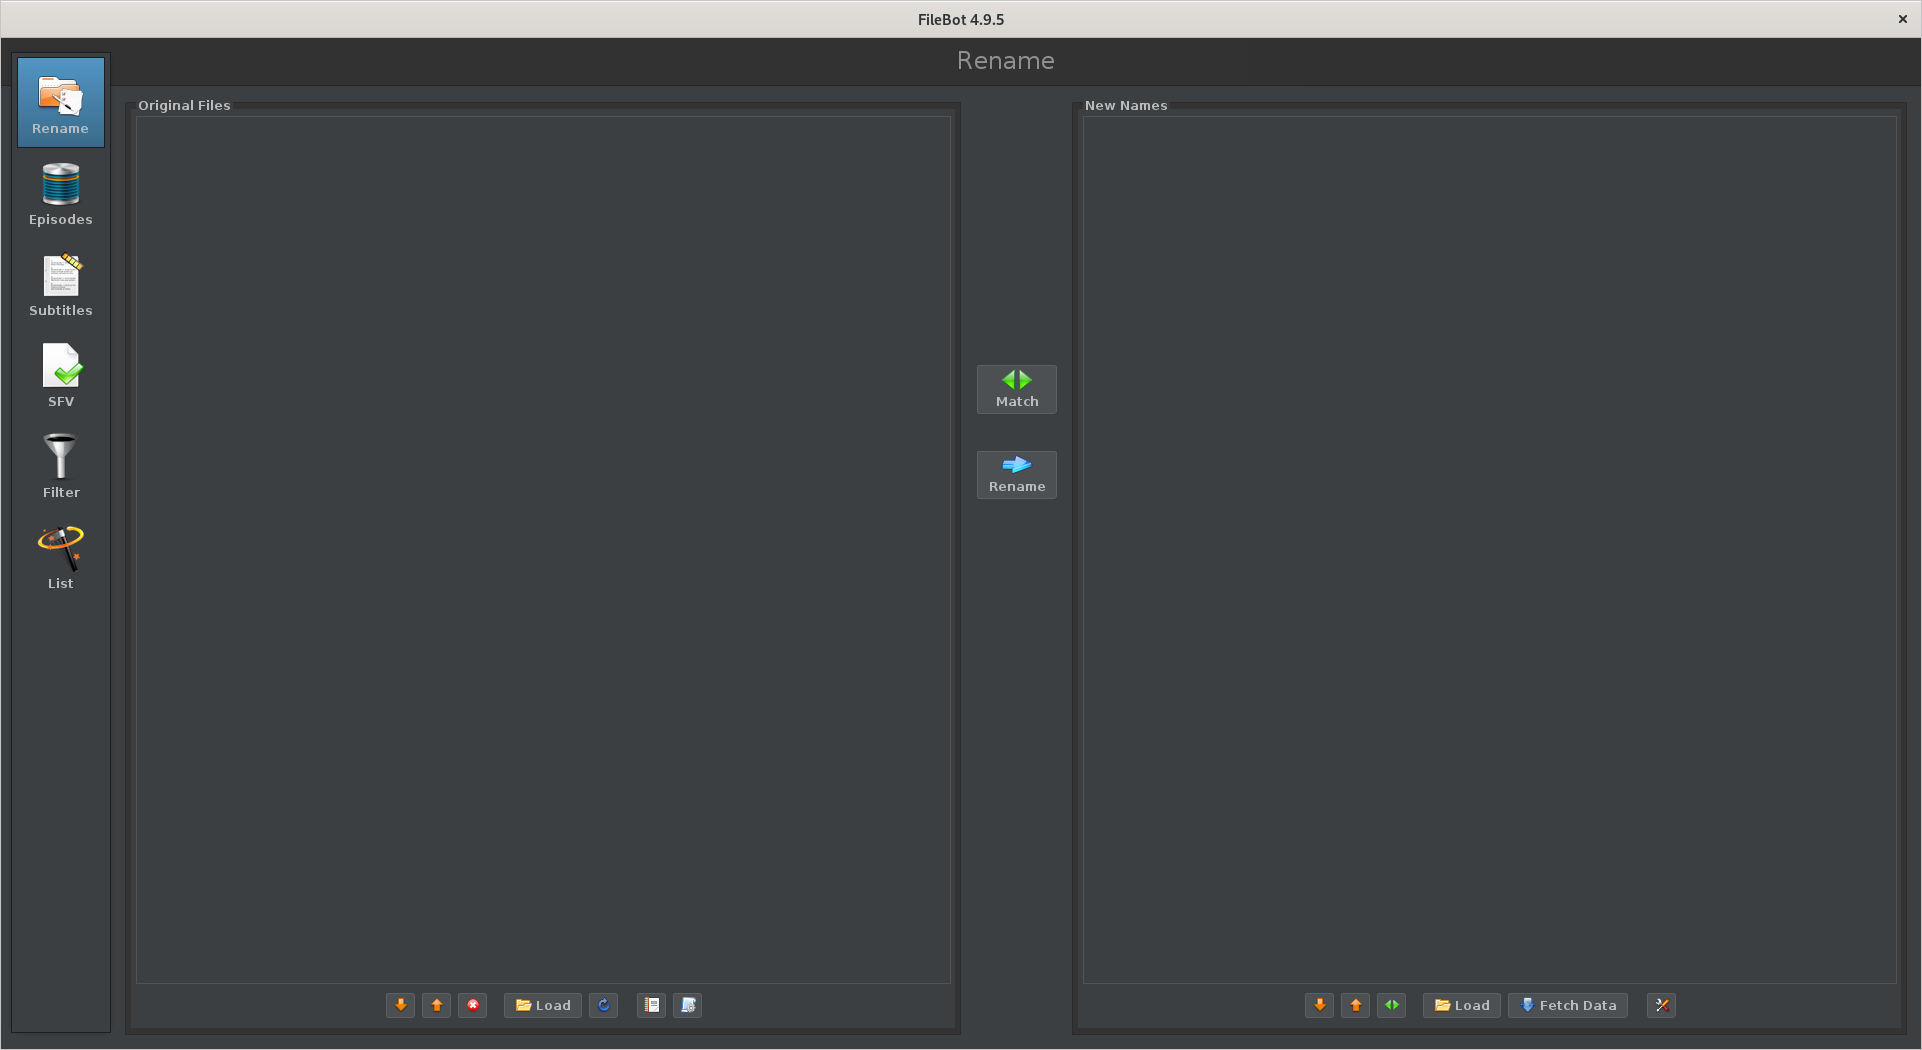 FileBot 4.9.5
Rename
Rename
Episodes
Subtitles
SFV
Filter
List
Original Files
Load
Match
Rename
New Names
Load
Fetch Data